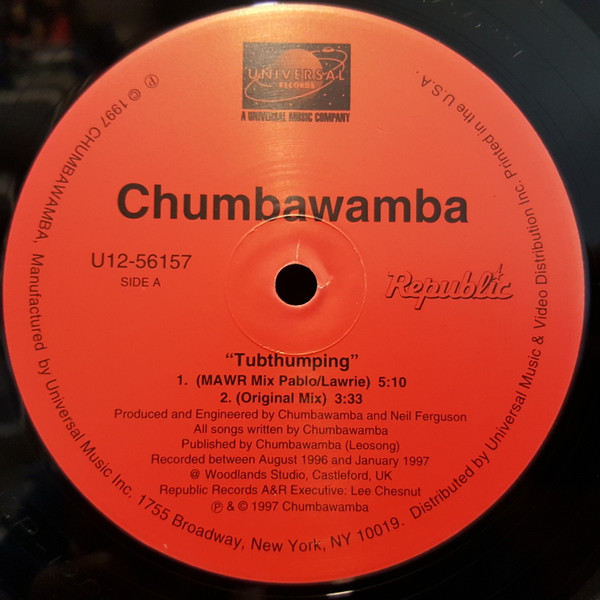 UNIVERSAL
RECORDS
A UNIVERSAL MUSIC COMPANY
Chumbawamba
U12-56157
SIDE A
Republic
"Tubthumping"
1. (MAWR Mix Pablo/Lawrie) 5:10
2. (Original Mix) 3:33
Produced and Engineered by Chumbawamba and Neil Ferguson
All songs written by Chumbawamba
Published by Chumbawamba (Leosong)
Recorded between August 1996 and January 1997
@ Woodlands Studio, Castleford, UK
Republic Records A&R Executive: Lee Chesnut
℗ & © 1997 Chumbawamba
℗ © 1997 CHUMBAWAMBA, Manufactured by Universal Music Inc. 1755 Broadway, New York, NY 10019. Distributed by Universal Music & Video Distribution Inc. Printed in the U.S.A.